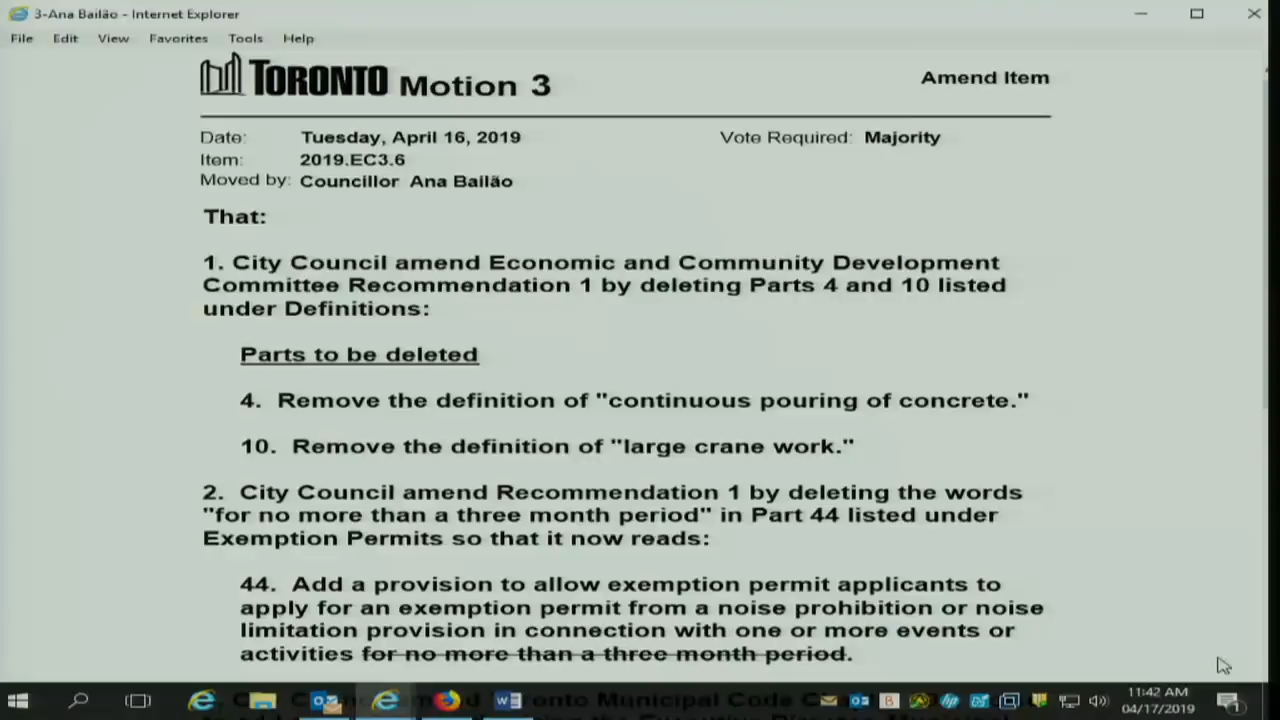 3-Ana Bailão - Internet Explorer
File Edit View Favorites Tools Help
TORONTO Motion 3
Amend Item
Date: Tuesday, April 16, 2019
Vote Required: Majority
Item: 2019.EC3.6
Moved by: Councillor Ana Bailão
That:
1. City Council amend Economic and Community Development
Committee Recommendation 1 by deleting Parts 4 and 10 listed
under Definitions:
Parts to be deleted
4. Remove the definition of "continuous pouring of concrete."
10. Remove the definition of "large crane work."
2. City Council amend Recommendation 1 by deleting the words
"for no more than a three month period" in Part 44 listed under
Exemption Permits so that it now reads:
44. Add a provision to allow exemption permit applicants to
apply for an exemption permit from a noise prohibition or noise
limitation provision in connection with one or more events or
activities for no more than a three month period.
Municipal Code
11:42 AM
04/17/2019
1